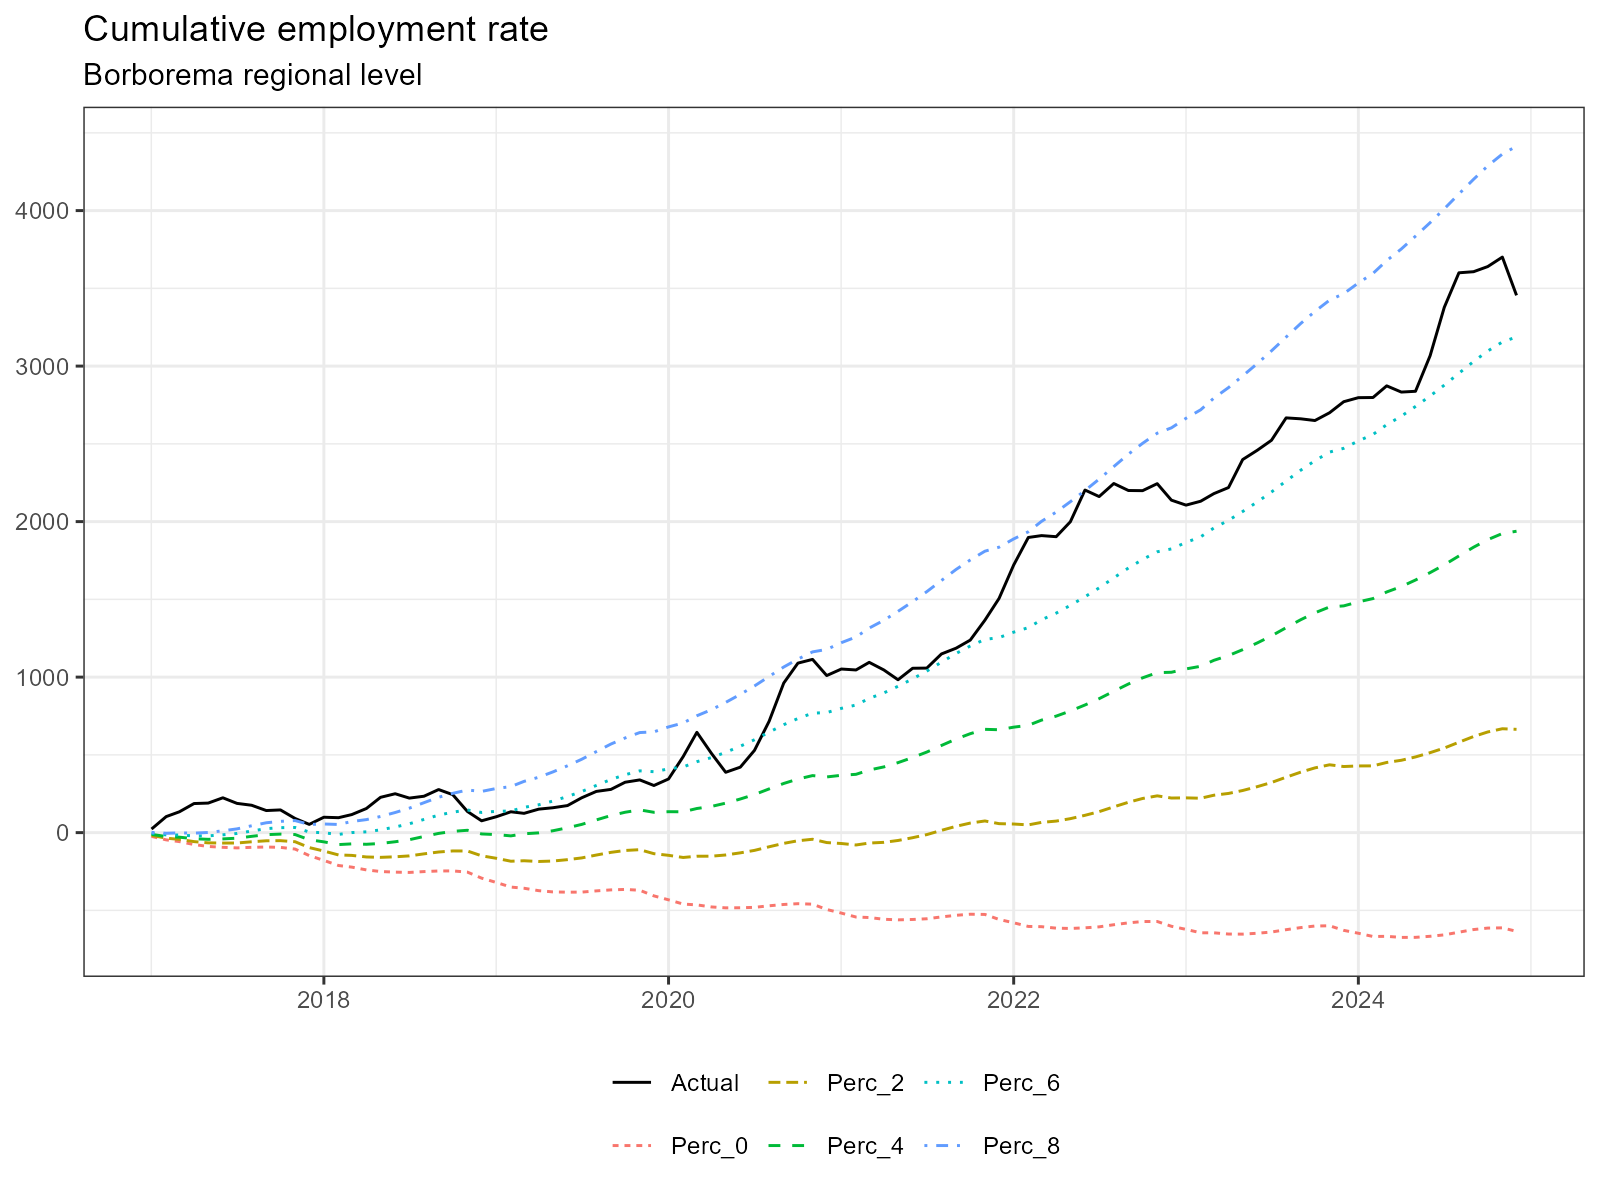 Cumulative employment rate
Borborema regional level
4000
3000
2000
1000
0
2018 2020 2022 2024
Actual Perc_2 Perc_6
Perc_0 Perc_4 Perc_8